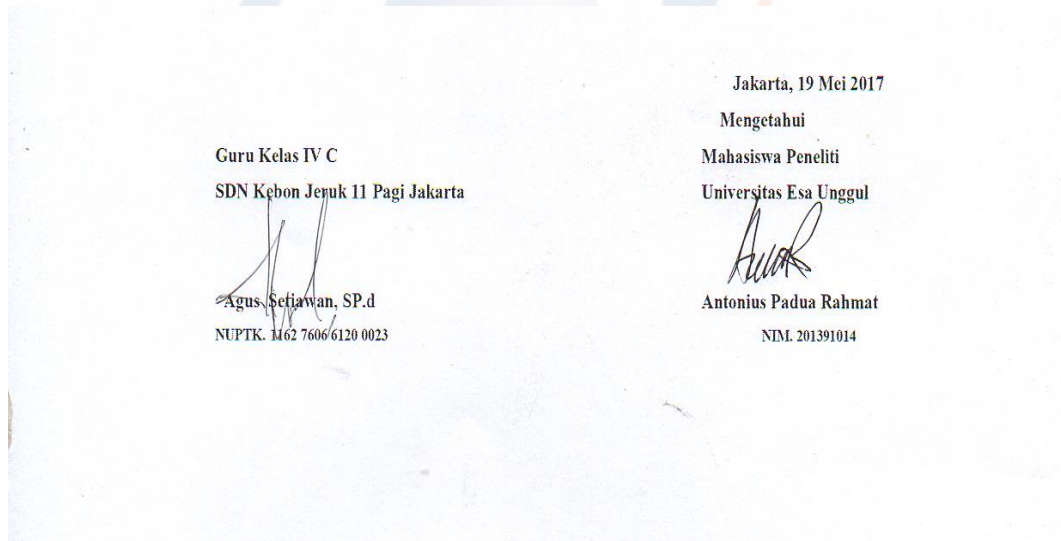 Jakarta, 19 Mei 2017
Mengetahui
Guru Kelas IV C
SDN Kebon Jeruk 11 Pagi Jakarta
Agus Setiawan, SP.d
NUPTK. 1162 7606 6120 0023
Mahasiswa Peneliti
Universitas Esa Unggul
Antonius Padua Rahmat
NIM. 201391014